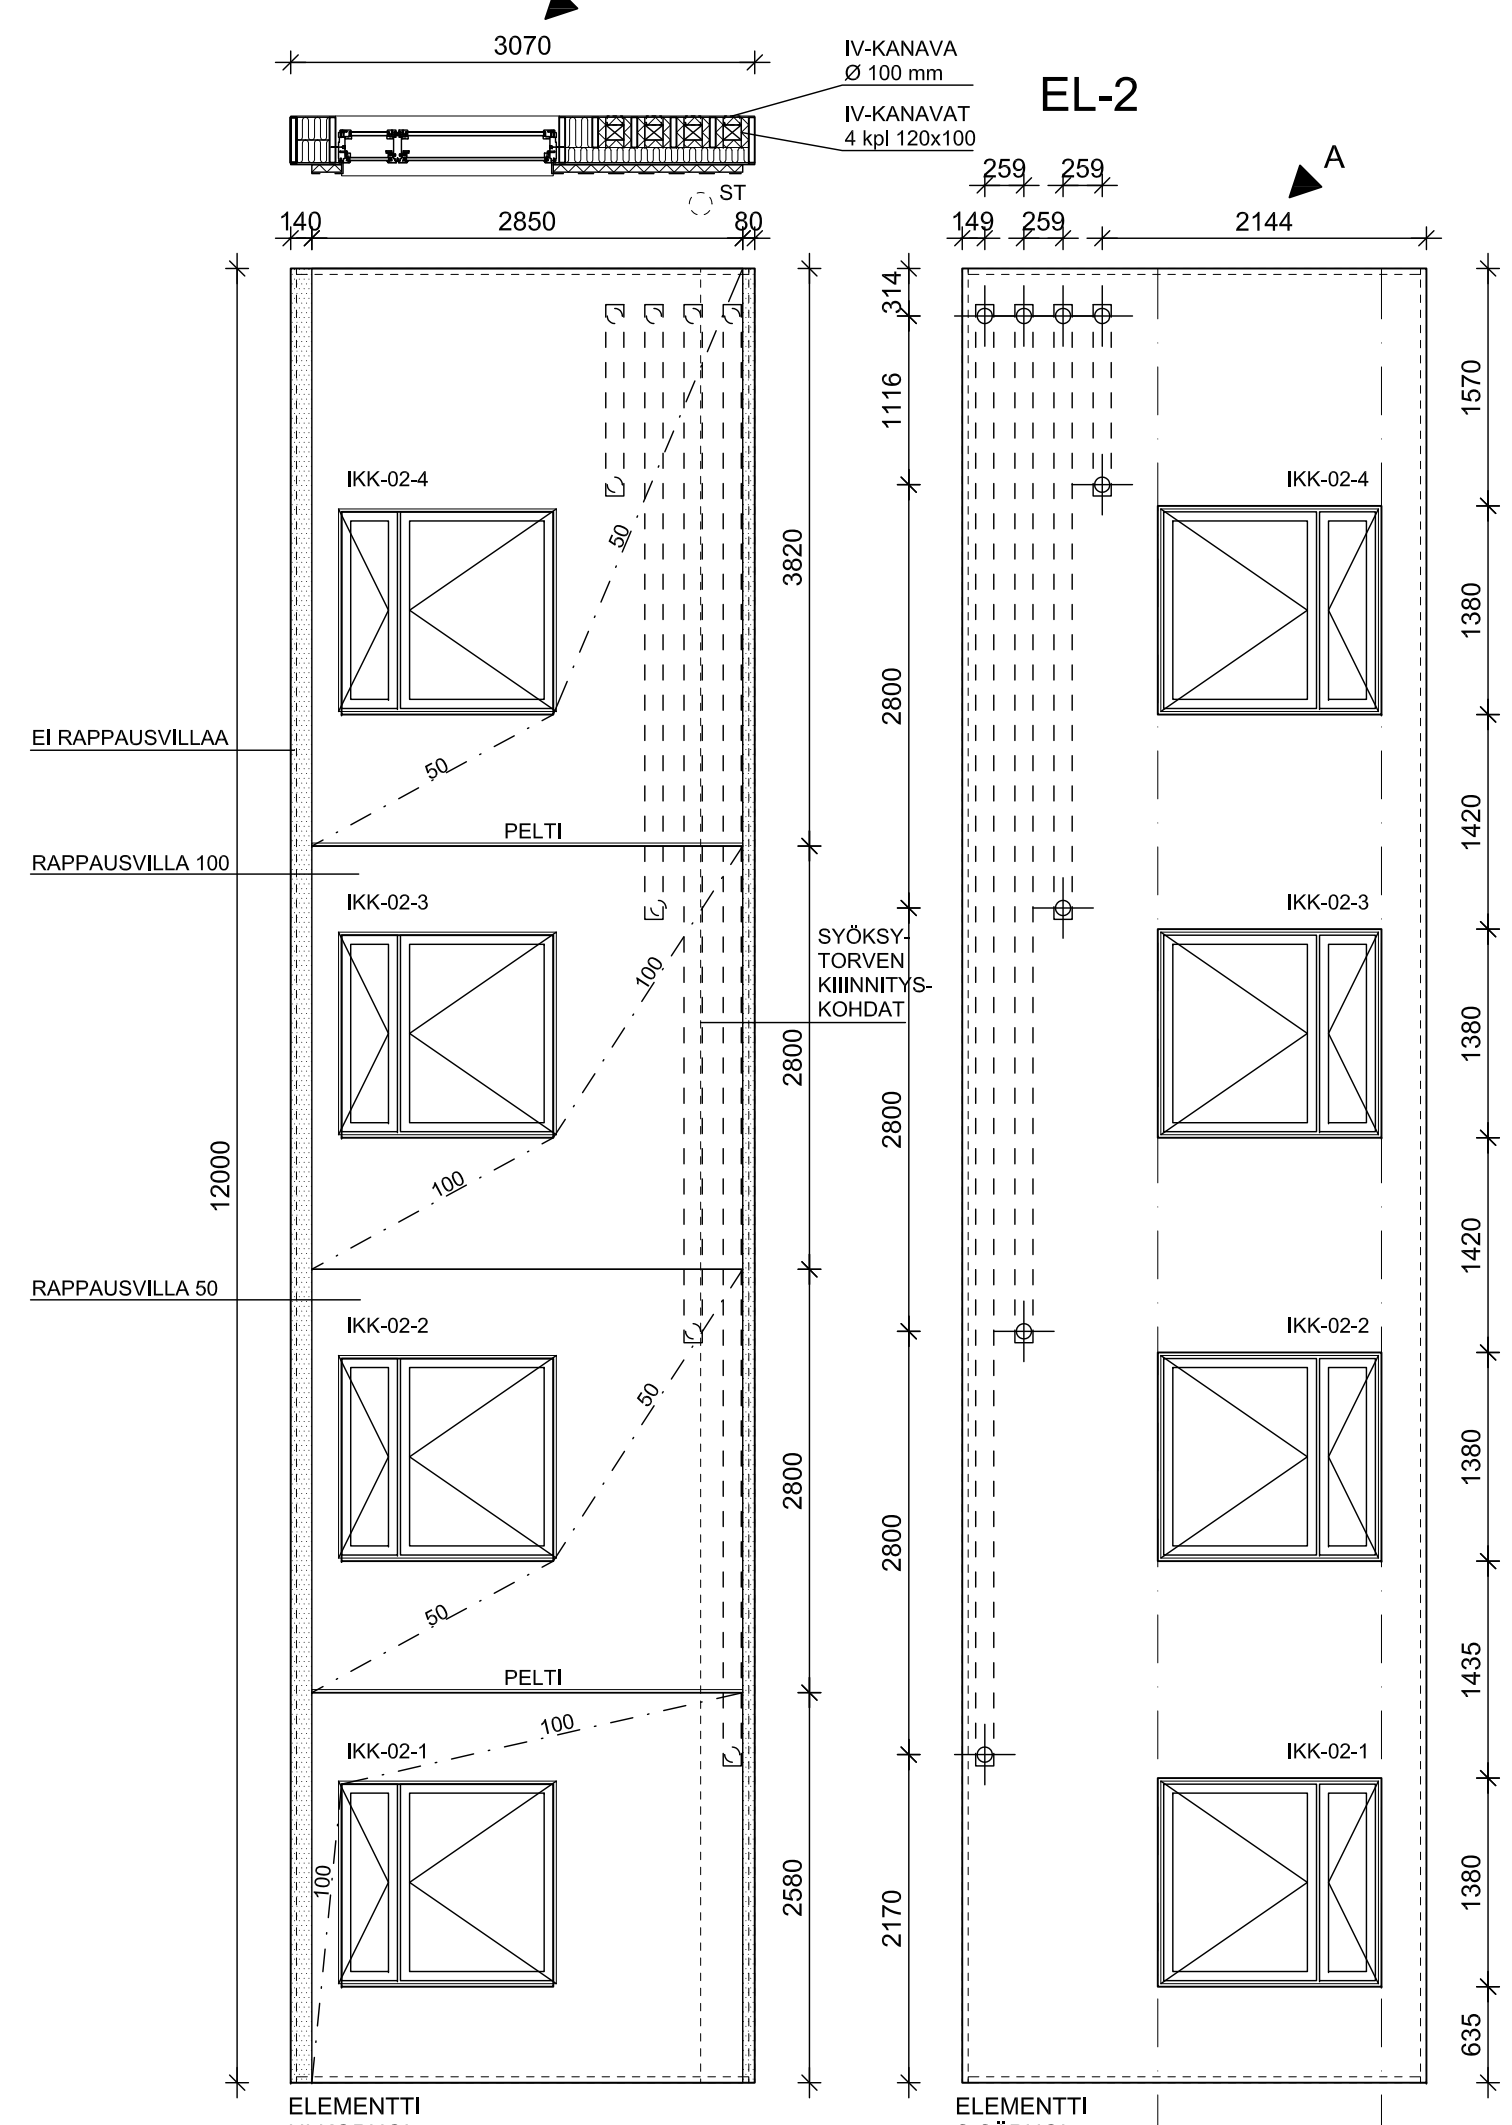 3070
IV-KANAVA
Ø 100 mm
EL-2
IV-KANAVAT
4 kpl 120x100
259
259
A
ST
140
2850
80
149
259
2144
314
1116
1570
IKK-02-4
IKK-02-4
50
3820
1380
2800
EI RAPPAUSVILLAA
50
PELTI
1420
RAPPAUSVILLA 100
IKK-02-3
IKK-02-3
SYÖKSY-
TORVEN
KIINNITYS-
KOHDAT
100
2800
1380
2800
12000
100
1420
RAPPAUSVILLA 50
IKK-02-2
IKK-02-2
50
2800
1380
2800
50
PELTI
1435
100
IKK-02-1
IKK-02-1
100
2580
1380
2170
635
ELEMENTTI
ELEMENTTI